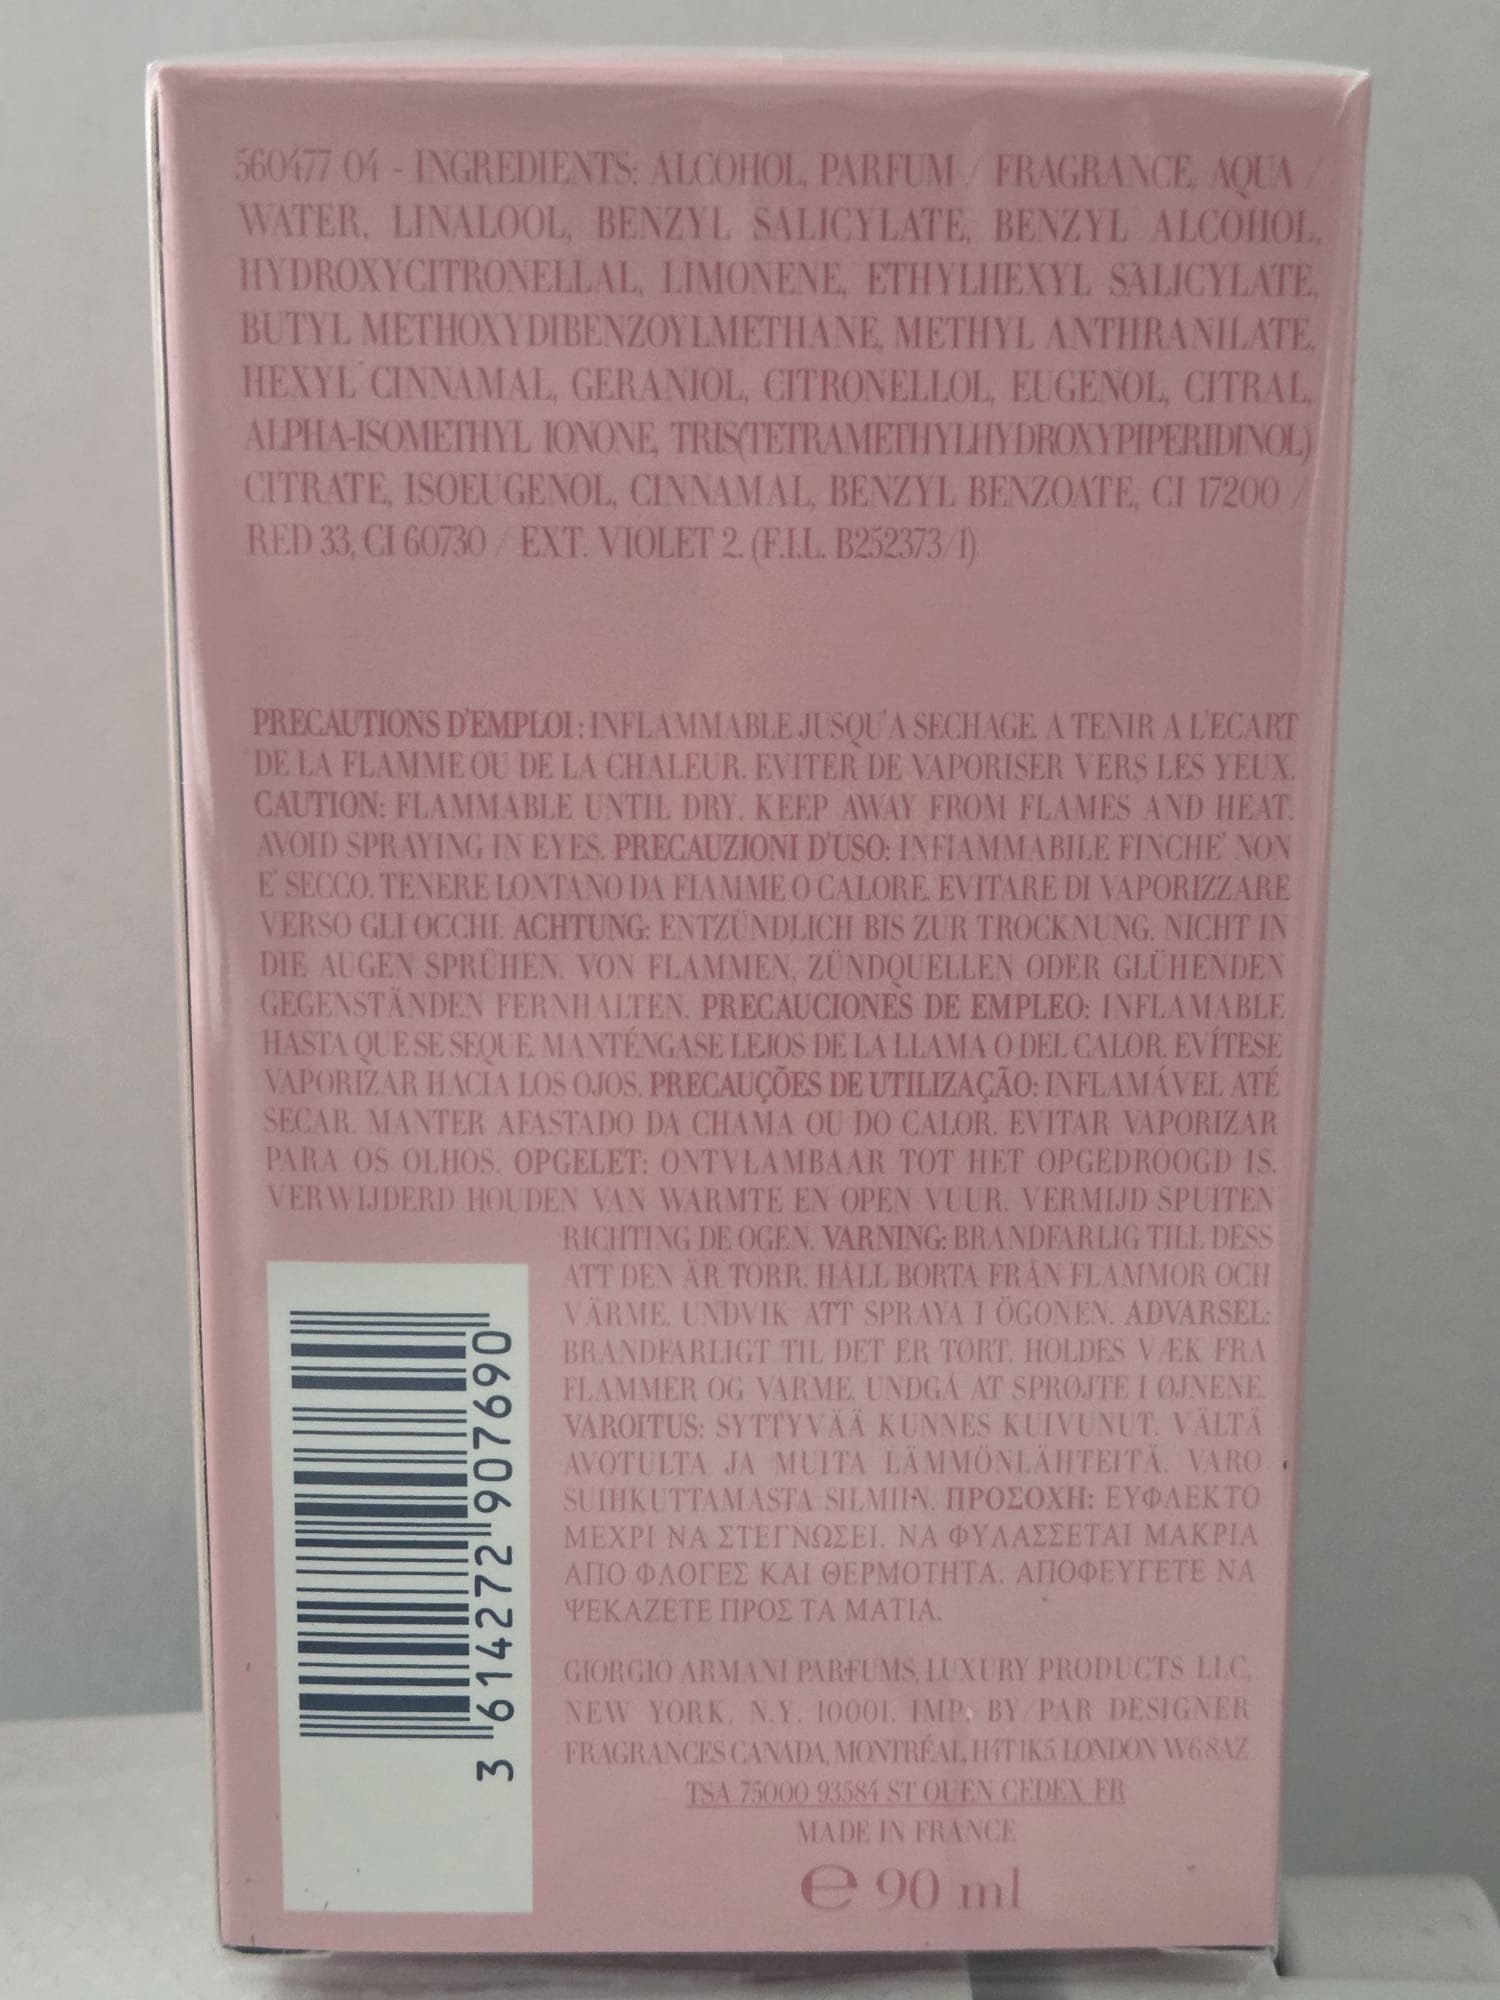 560477 04 - INGREDIENTS: ALCOHOL, PARFUM / FRAGRANCE, AQUA /
WATER, LINALOOL, BENZYL SALICYLATE, BENZYL ALCOHOL,
HYDROXYCITRONELLAL, LIMONENE, ETHYLHEXYL SALICYLATE,
BUTYL METHOXYDIBENZOYLMETHANE, METHYL ANTHRANILATE,
HEXYL CINNAMAL, GERANIOL, CITRONELLOL, EUGENOL, CITRAL,
ALPHA-ISOMETHYL IONONE, TRIS(TETRAMETHYLHYDROXYPIPERIDINOL)
CITRATE, ISOEUGENOL, CINNAMAL, BENZYL BENZOATE, CI 17200 /
RED 33, CI 60730 / EXT. VIOLET 2. (F.I.L. B252373/1)
PRECAUTIONS D'EMPLOI : INFLAMMABLE JUSQU'A SECHAGE. A TENIR A L'ECART
DE LA FLAMME OU DE LA CHALEUR. EVITER DE VAPORISER VERS LES YEUX.
CAUTION: FLAMMABLE UNTIL DRY. KEEP AWAY FROM FLAMES AND HEAT.
AVOID SPRAYING IN EYES. PRECAUZIONI D'USO: INFIAMMABILE FINCHE' NON
E' SECCO. TENERE LONTANO DA FIAMME O CALORE. EVITARE DI VAPORIZZARE
VERSO GLI OCCHI. ACHTUNG: ENTZÜNDLICH BIS ZUR TROCKNUNG. NICHT IN
DIE AUGEN SPRÜHEN. VON FLAMMEN, ZÜNDQUELLEN ODER GLÜHENDEN
GEGENSTÄNDEN FERNHALTEN. PRECAUCIONES DE EMPLEO: INFLAMABLE
HASTA QUE SE SEQUE. MANTÉNGASE LEJOS DE LA LLAMA O DEL CALOR. EVÍTESE
VAPORIZAR HACIA LOS OJOS. PRECAUÇÕES DE UTILIZAÇÃO: INFLAMÁVEL ATÉ
SECAR. MANTER AFASTADO DA CHAMA OU DO CALOR. EVITAR VAPORIZAR
PARA OS OLHOS. OPGELET: ONTVLAMBAAR TOT HET OPGEDROOGD IS.
VERWIJDERD HOUDEN VAN WARMTE EN OPEN VUUR. VERMIJD SPUITEN
RICHTING DE OGEN. VARNING: BRANDFARLIG TILL DESS
ATT DEN ÄR TORR. HÅLL BORTA FRÅN FLAMMOR OCH
VÄRME. UNDVIK ATT SPRAYA I ÖGONEN. ADVARSEL:
BRANDFARLIGT TIL DET ER TØRT. HOLDES VÆK FRA
FLAMMER OG VARME. UNDGÅ AT SPRØJTE I ØJNENE.
VAROITUS: SYTTYVÄÄ KUNNES KUIVUNUT. VÄLTÄ
AVOTULTA JA MUITA LÄMMÖNLÄHTEITÄ. VARO
SUIHKUTTAMASTA SILMIIN. ΠΡΟΣΟΧΗ: ΕΥΦΛΕΚΤΟ
ΜΕΧΡΙ ΝΑ ΣΤΕΓΝΩΣΕΙ. ΝΑ ΦΥΛΑΣΣΕΤΑΙ ΜΑΚΡΙΑ
ΑΠΟ ΦΛΟΓΕΣ ΚΑΙ ΘΕΡΜΟΤΗΤΑ. ΑΠΟΦΕΥΓΕΤΕ ΝΑ
ΨΕΚΑΖΕΤΕ ΠΡΟΣ ΤΑ ΜΑΤΙΑ.
3 614272 907690
GIORGIO ARMANI PARFUMS, LUXURY PRODUCTS LLC,
NEW YORK, N.Y. 10001. IMP. BY/PAR DESIGNER
FRAGRANCES CANADA, MONTRÉAL, H4T 1K5. LONDON W6 8AZ
TSA 75000 93584 ST OUEN CEDEX FR
MADE IN FRANCE
℮ 90 ml